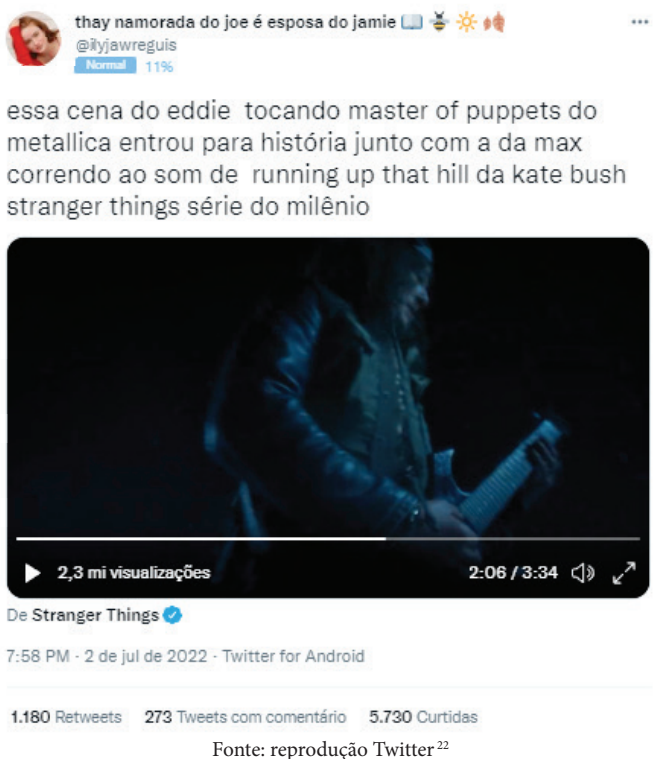 thay namorada do joe é esposa do jamie 📖 🐝 ☀️ 🫁
@ilyjawreguis
Normal 11%
essa cena do eddie tocando master of puppets do
metallica entrou para história junto com a da max
correndo ao som de running up that hill da kate bush
stranger things série do milênio
2,3 mi visualizações 2:06 / 3:34
De Stranger Things
7:58 PM · 2 de jul de 2022 · Twitter for Android
1.180 Retweets 273 Tweets com comentário 5.730 Curtidas
Fonte: reprodução Twitter 22